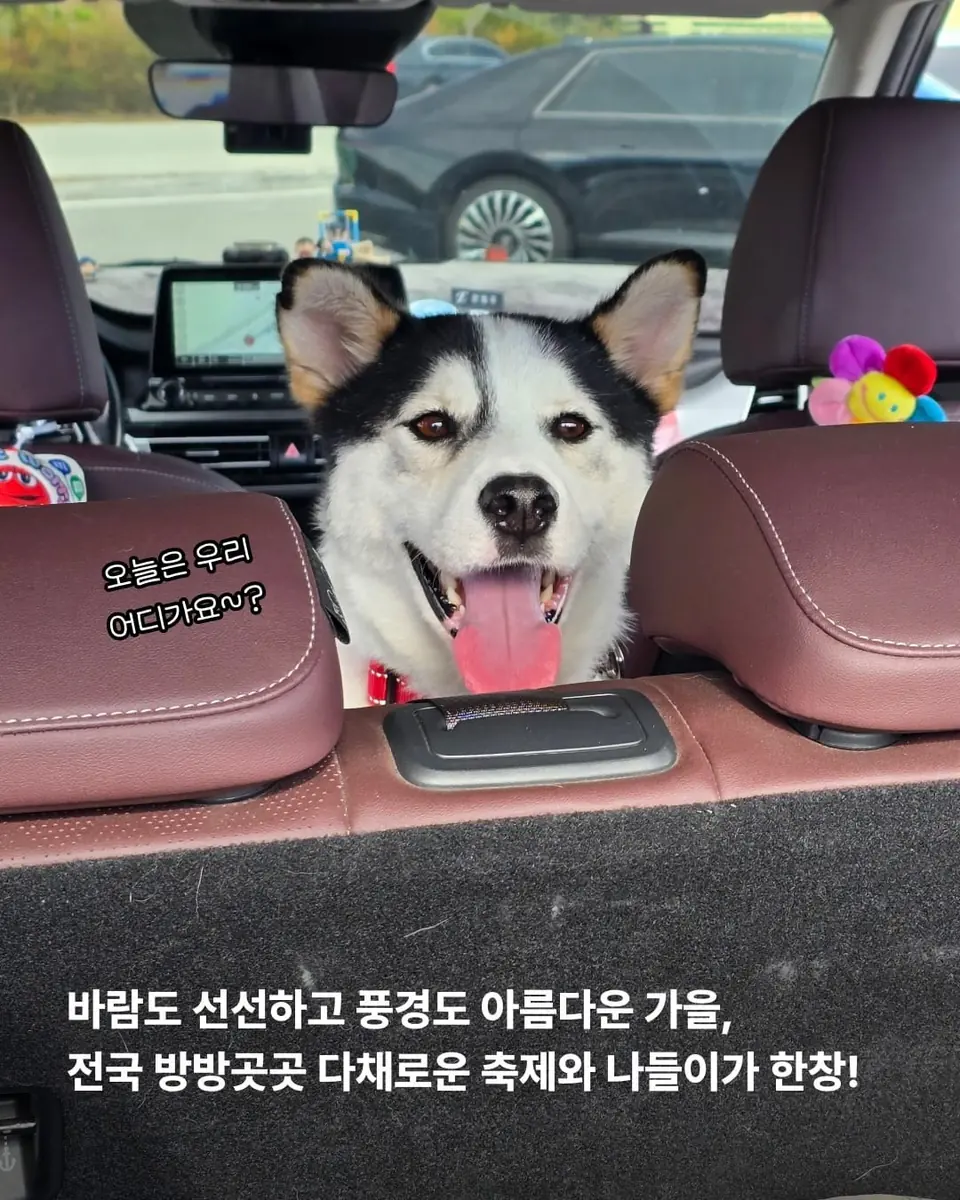 오늘은 우리
어디가요~?
바람도 선선하고 풍경도 아름다운 가을,
전국 방방곡곡 다채로운 축제와 나들이가 한창!